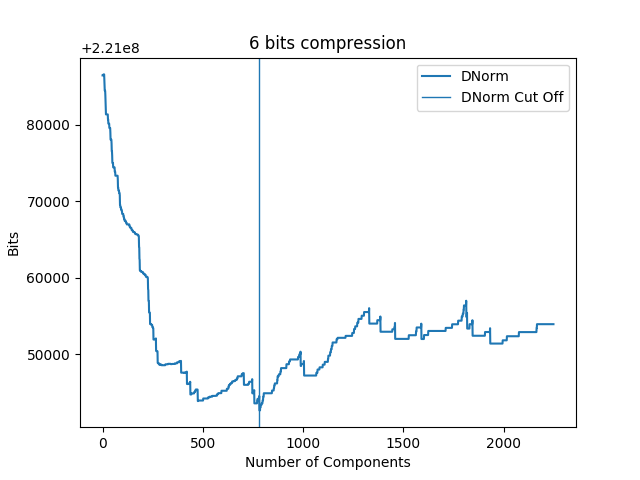 6 bits compression
+2.21e8
DNorm
DNorm Cut Off
80000
70000
60000
50000
Bits
0
500
1000
1500
2000
Number of Components